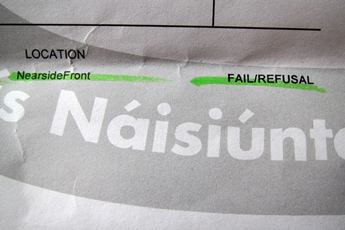 LOCATION
NearsideFront FAIL/REFUSAL
s Náisiúnta